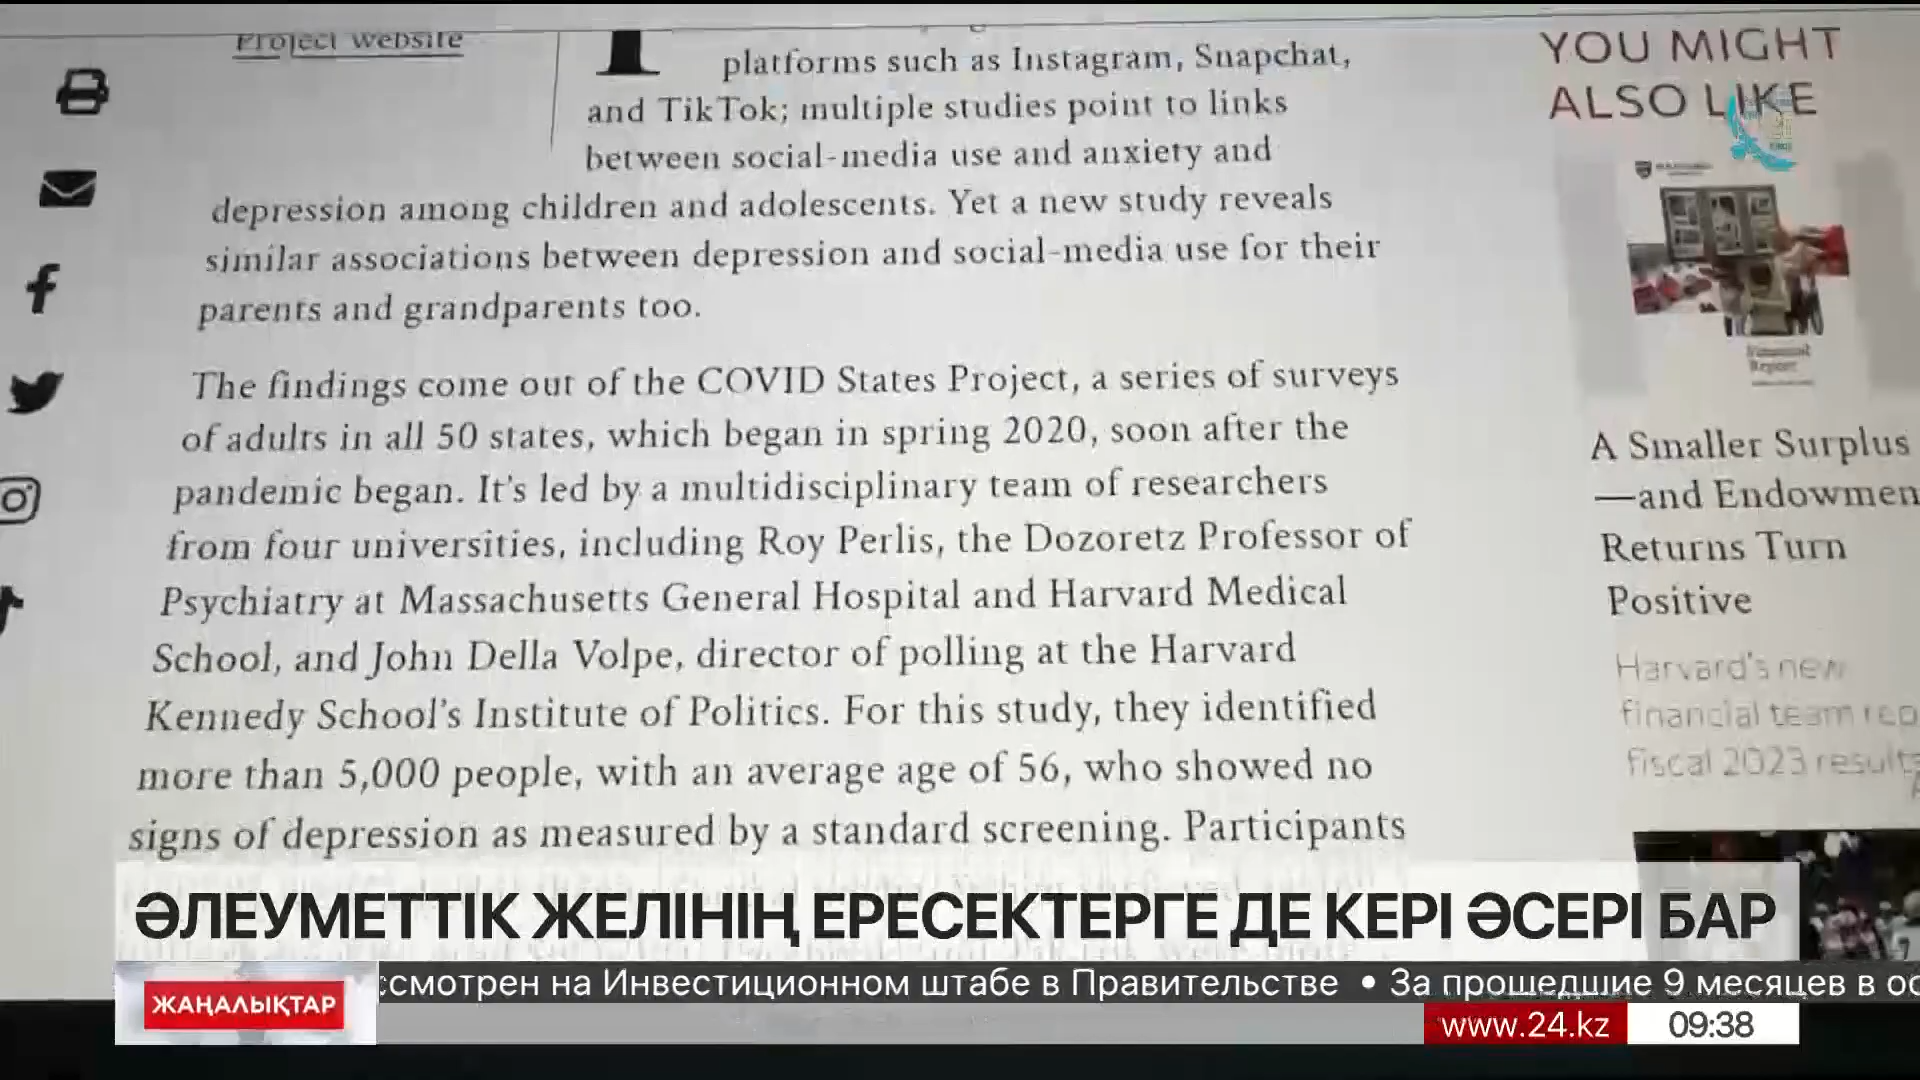 Project website
platforms such as Instagram, Snapchat,
and TikTok; multiple studies point to links
between social-media use and anxiety and
depression among children and adolescents. Yet a new study reveals
similar associations between depression and social-media use for their
parents and grandparents too.
The findings come out of the COVID States Project, a series of surveys
of adults in all 50 states, which began in spring 2020, soon after the
pandemic began. It's led by a multidisciplinary team of researchers
from four universities, including Roy Perlis, the Dozoretz Professor of
Psychiatry at Massachusetts General Hospital and Harvard Medical
School, and John Della Volpe, director of polling at the Harvard
Kennedy School's Institute of Politics. For this study, they identified
more than 5,000 people, with an average age of 56, who showed no
signs of depression as measured by a standard screening. Participants
YOU MIGHT
ALSO LIKE
Financial
Report
A Smaller Surplus
—and Endowmen
Returns Turn
Positive
Harvard's new
financial team rep
fiscal 2023 results
ӘЛЕУМЕТТІК ЖЕЛІНІҢ ЕРЕСЕКТЕРГЕ ДЕ КЕРІ ӘСЕРІ БАР
ЖАҢАЛЫҚТАР
ссмотрен на Инвестиционном штабе в Правительстве • За прошедшие 9 месяцев в ос
www.24.kz
09:38